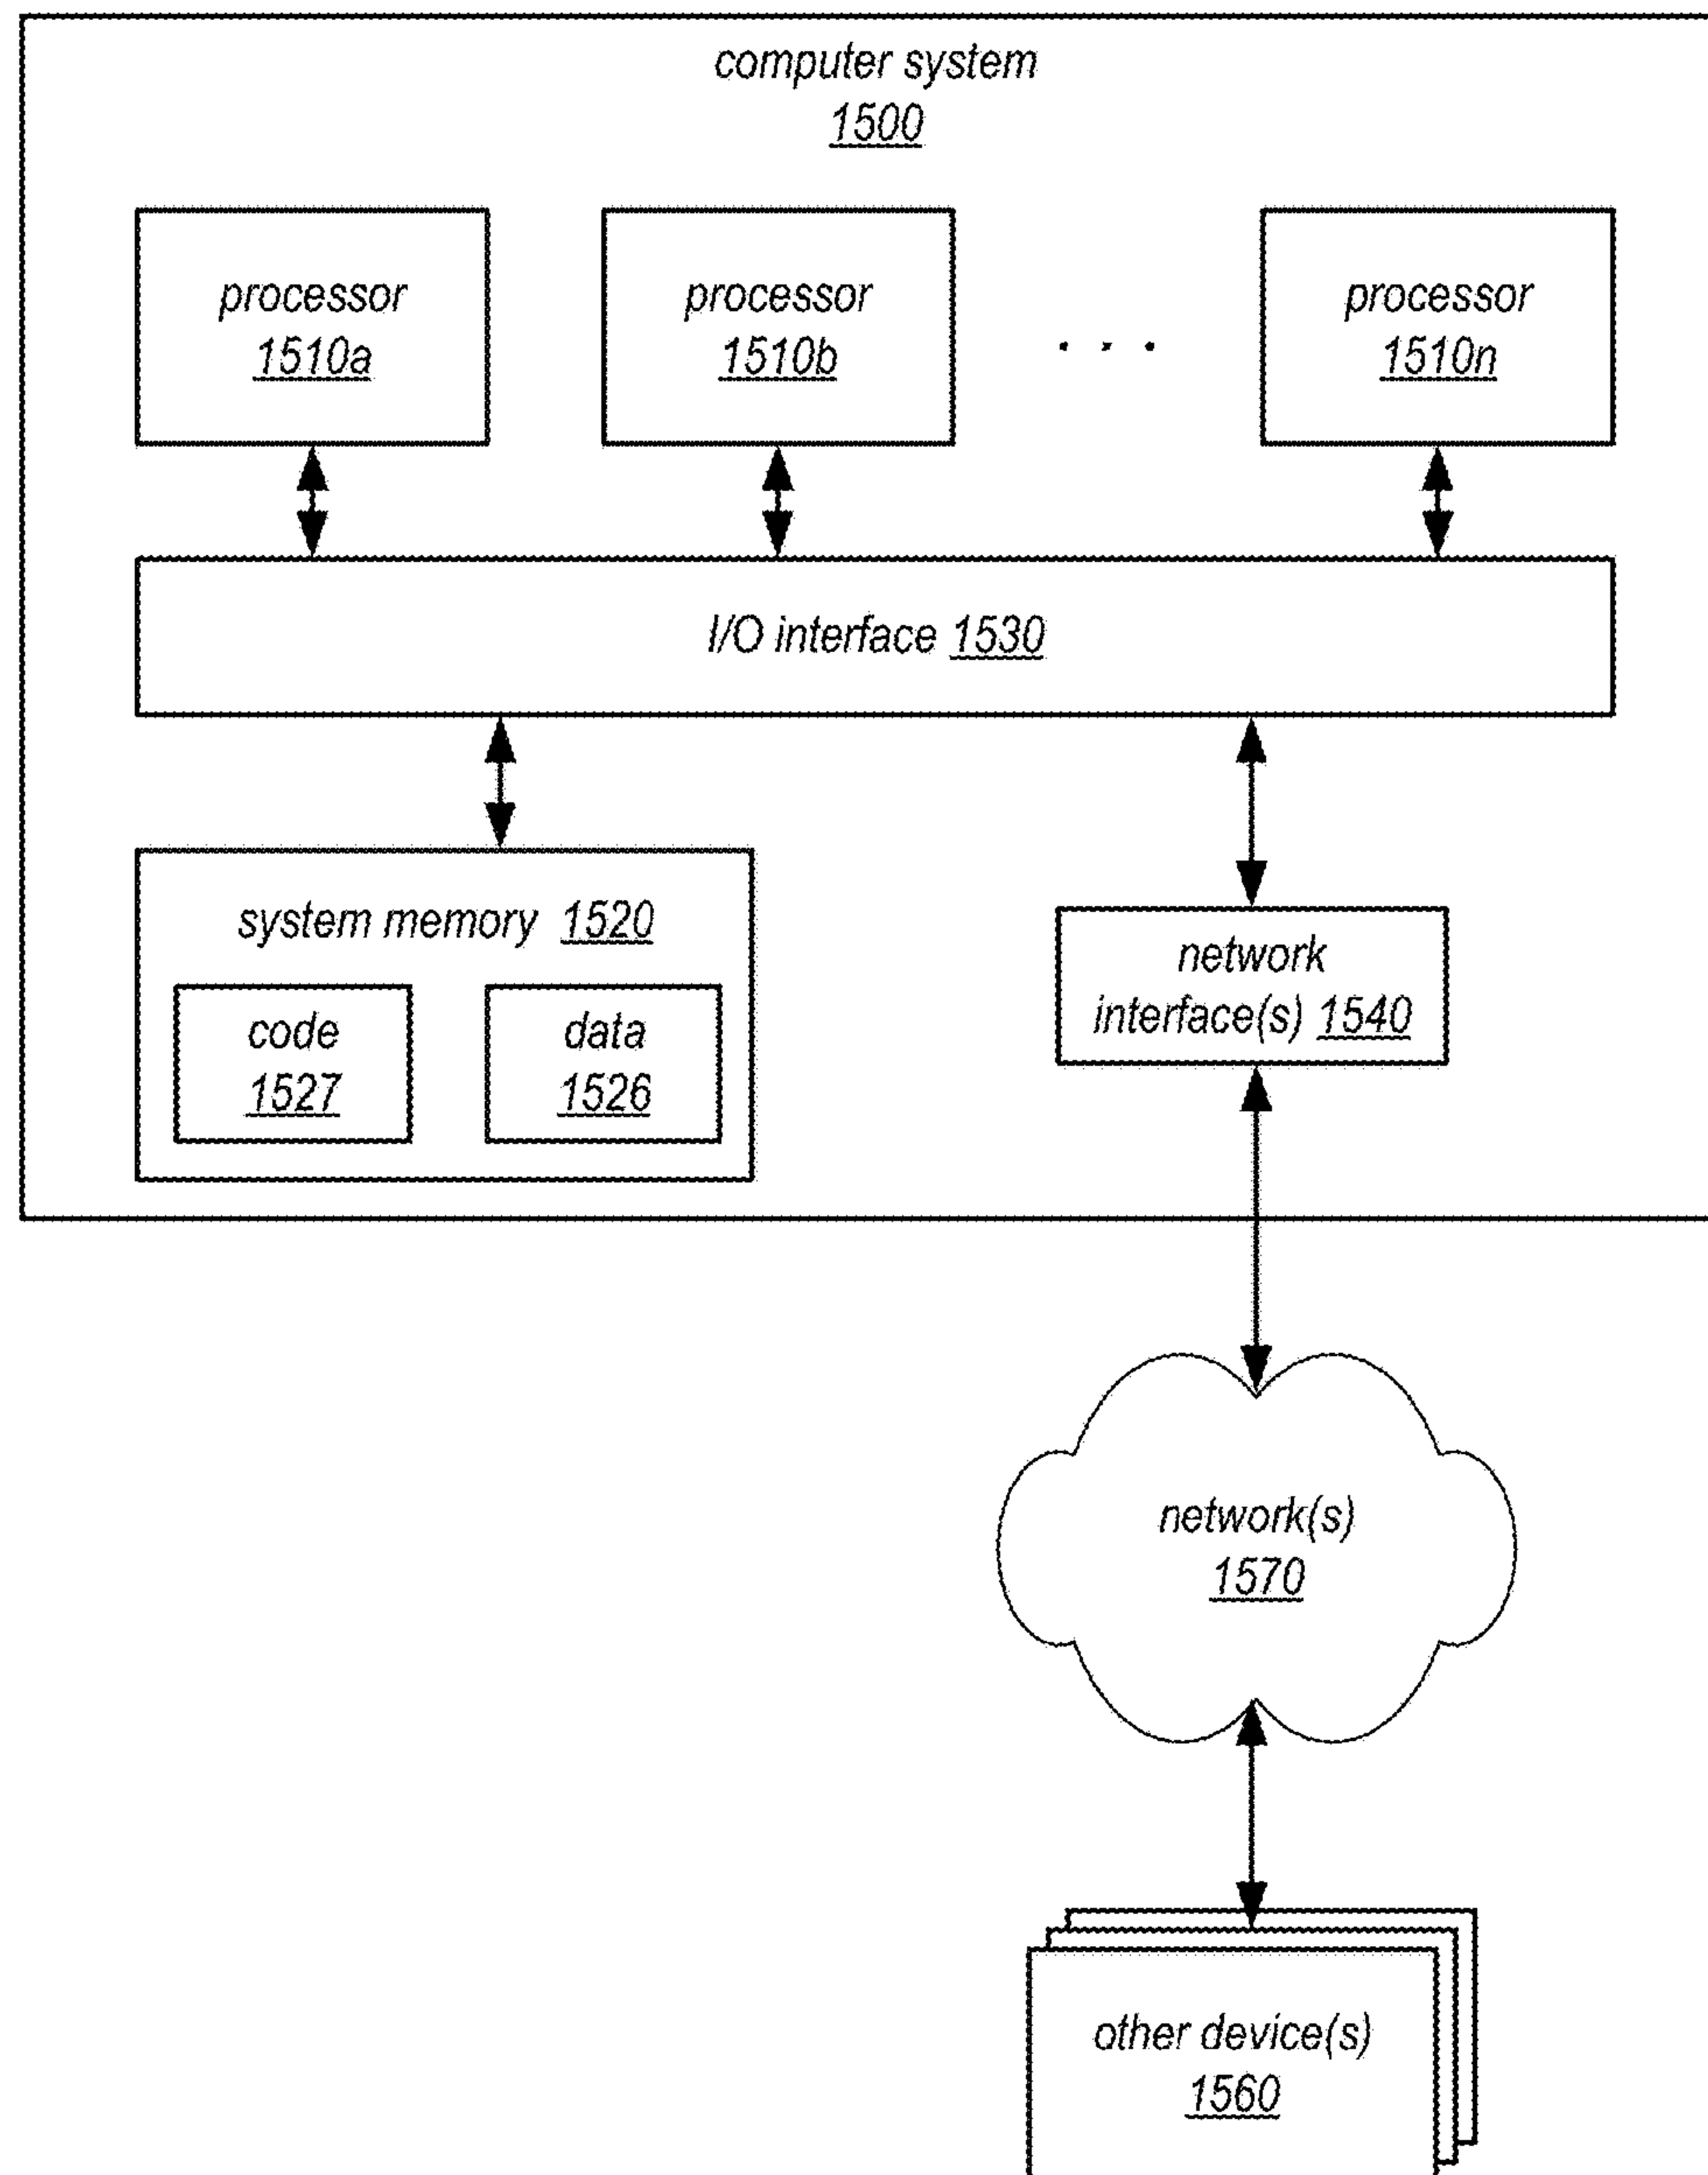 computer system
1500
processor
1510a
processor
1510b
. . .
processor
1510n
I/O interface 1530
system memory 1520
code
1527
data
1526
network
interface(s) 1540
network(s)
1570
other device(s)
1560